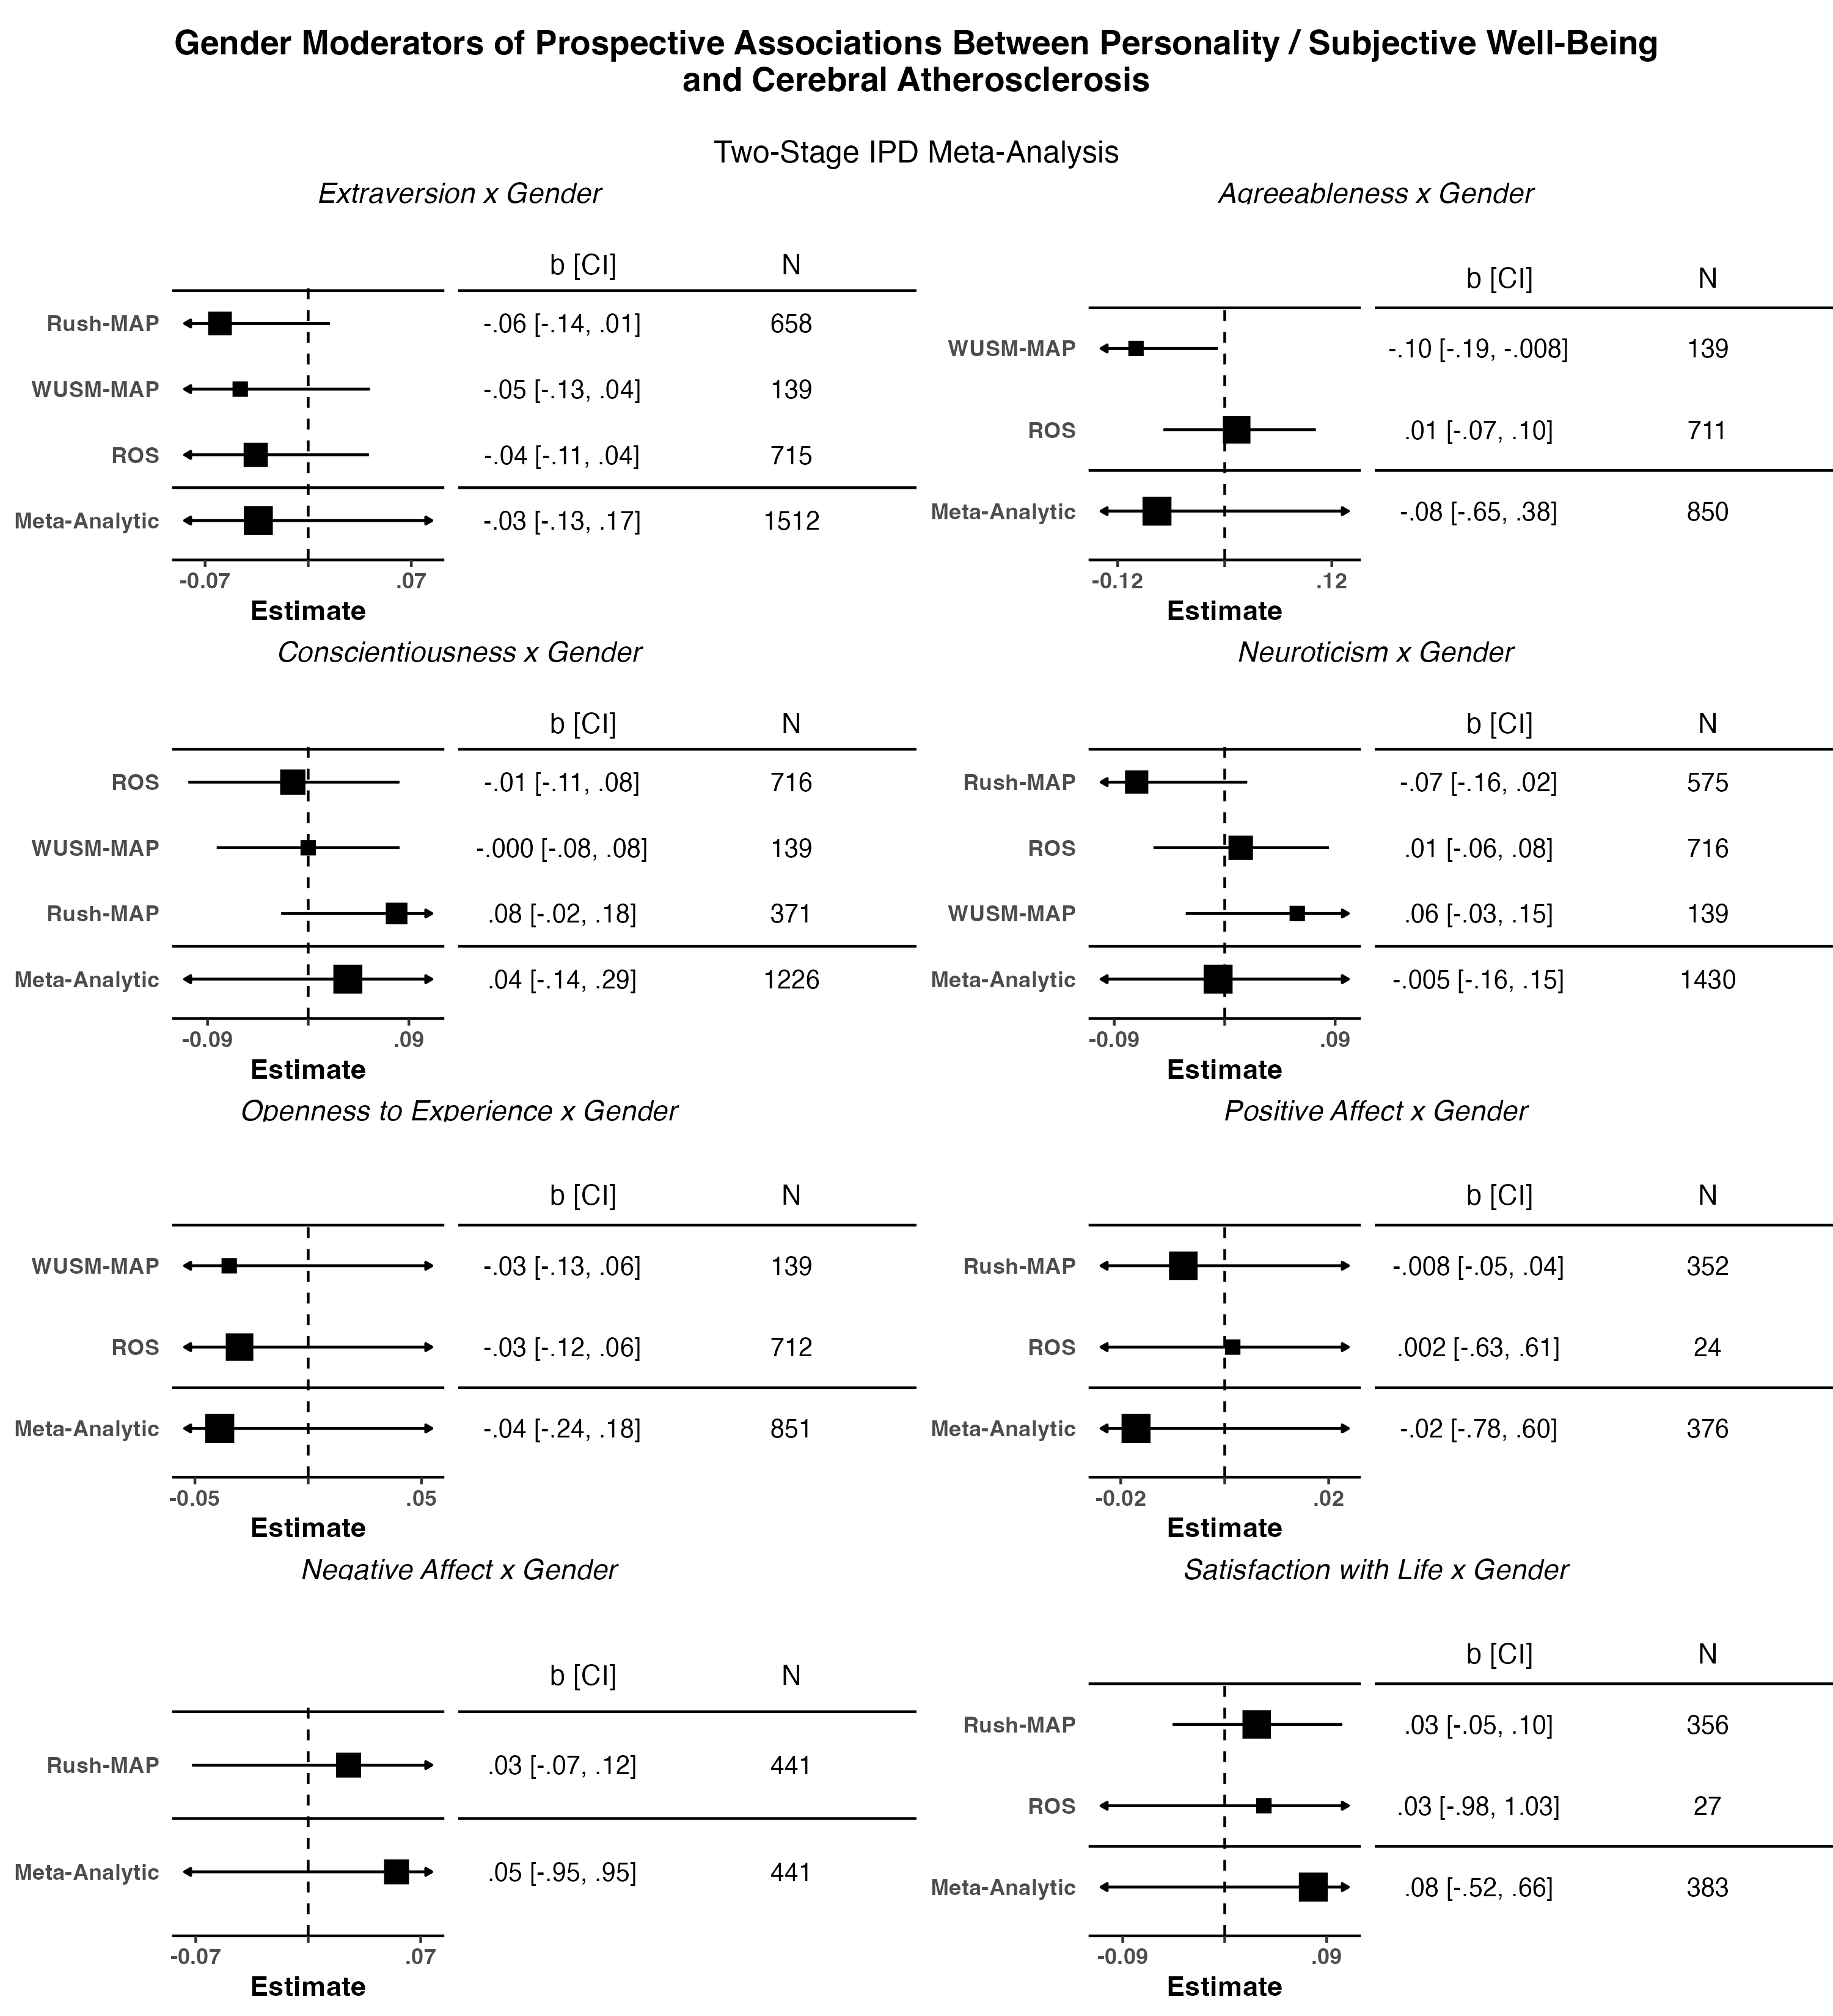 Gender Moderators of Prospective Associations Between Personality / Subjective Well-Being
and Cerebral Atherosclerosis
Two-Stage IPD Meta-Analysis
Extraversion x Gender
b [CI] N
Rush-MAP -.06 [-.14, .01] 658
WUSM-MAP -.05 [-.13, .04] 139
ROS -.04 [-.11, .04] 715
Meta-Analytic -.03 [-.13, .17] 1512
-0.07 .07
Estimate
Agreeableness x Gender
b [CI] N
WUSM-MAP -.10 [-.19, -.008] 139
ROS .01 [-.07, .10] 711
Meta-Analytic -.08 [-.65, .38] 850
-0.12 .12
Estimate
Conscientiousness x Gender
b [CI] N
ROS -.01 [-.11, .08] 716
WUSM-MAP -.000 [-.08, .08] 139
Rush-MAP .08 [-.02, .18] 371
Meta-Analytic .04 [-.14, .29] 1226
-0.09 .09
Estimate
Neuroticism x Gender
b [CI] N
Rush-MAP -.07 [-.16, .02] 575
ROS .01 [-.06, .08] 716
WUSM-MAP .06 [-.03, .15] 139
Meta-Analytic -.005 [-.16, .15] 1430
-0.09 .09
Estimate
Openness to Experience x Gender
b [CI] N
WUSM-MAP -.03 [-.13, .06] 139
ROS -.03 [-.12, .06] 712
Meta-Analytic -.04 [-.24, .18] 851
-0.05 .05
Estimate
Positive Affect x Gender
b [CI] N
Rush-MAP -.008 [-.05, .04] 352
ROS .002 [-.63, .61] 24
Meta-Analytic -.02 [-.78, .60] 376
-0.02 .02
Estimate
Negative Affect x Gender
b [CI] N
Rush-MAP .03 [-.07, .12] 441
Meta-Analytic .05 [-.95, .95] 441
-0.07 .07
Estimate
Satisfaction with Life x Gender
b [CI] N
Rush-MAP .03 [-.05, .10] 356
ROS .03 [-.98, 1.03] 27
Meta-Analytic .08 [-.52, .66] 383
-0.09 .09
Estimate